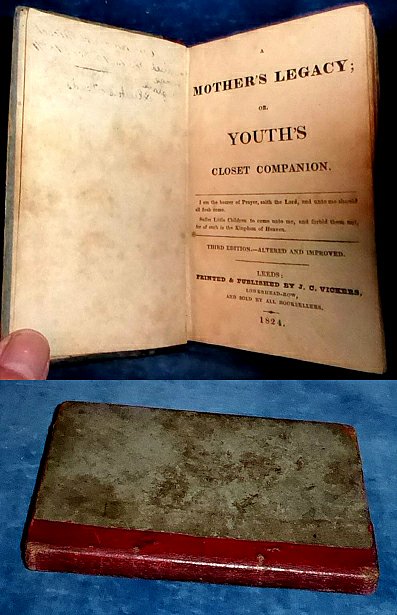 A
MOTHER'S LEGACY;
OR,
YOUTH'S
CLOSET COMPANION.
I am the hearer of Prayer, saith the Lord, and unto me should
all flesh come.
Suffer Little Children to come unto me, and forbid them not,
for of such is the Kingdom of Heaven.
THIRD EDITION.—ALTERED AND IMPROVED.
LEEDS:
PRINTED & PUBLISHED BY J. C. VICKERS,
LOWERHEAD-ROW,
AND SOLD BY ALL BOOKSELLERS.
1824.